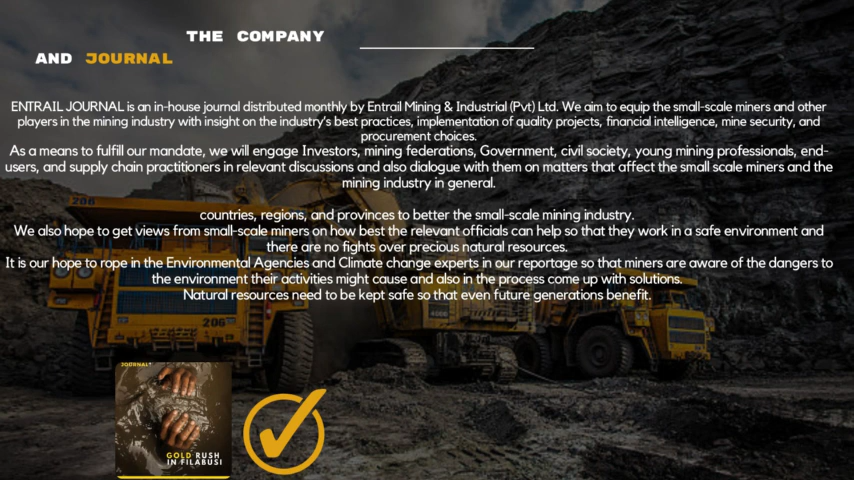 THE COMPANY
AND JOURNAL
ENTRAIL JOURNAL is an in-house journal distributed monthly by Entrail Mining & Industrial (Pvt) Ltd. We aim to equip the small-scale miners and other
players in the mining industry with insight on the industry's best practices, implementation of quality projects, financial intelligence, mine security, and
procurement choices.
As a means to fulfill our mandate, we will engage Investors, mining federations, Government, civil society, young mining professionals, end-
users, and supply chain practitioners in relevant discussions and also dialogue with them on matters that affect the small scale miners and the
mining industry in general.
countries, regions, and provinces to better the small-scale mining industry.
We also hope to get views from small-scale miners on how best the relevant officials can help so that they work in a safe environment and
there are no fights over precious natural resources.
It is our hope to rope in the Environmental Agencies and Climate change experts in our reportage so that miners are aware of the dangers to
the environment their activities might cause and also in the process come up with solutions.
Natural resources need to be kept safe so that even future generations benefit.
206
206
JOURNAL
GOLD RUSH
IN FILABUSI